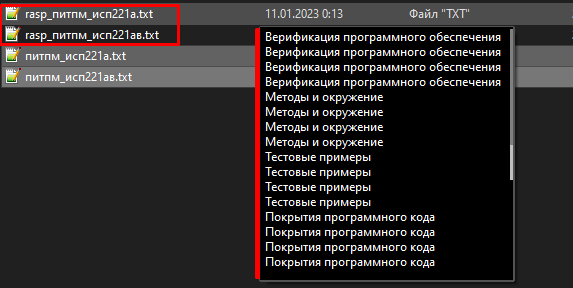 rasp_питпм_исп221а.txt 11.01.2023 0:13 Файл "TXT"
rasp_питпм_исп221ав.txt
питпм_исп221а.txt
питпм_исп221ав.txt
Верификация программного обеспечения
Верификация программного обеспечения
Верификация программного обеспечения
Верификация программного обеспечения
Методы и окружение
Методы и окружение
Методы и окружение
Методы и окружение
Тестовые примеры
Тестовые примеры
Тестовые примеры
Тестовые примеры
Покрытия программного кода
Покрытия программного кода
Покрытия программного кода
Покрытия программного кода